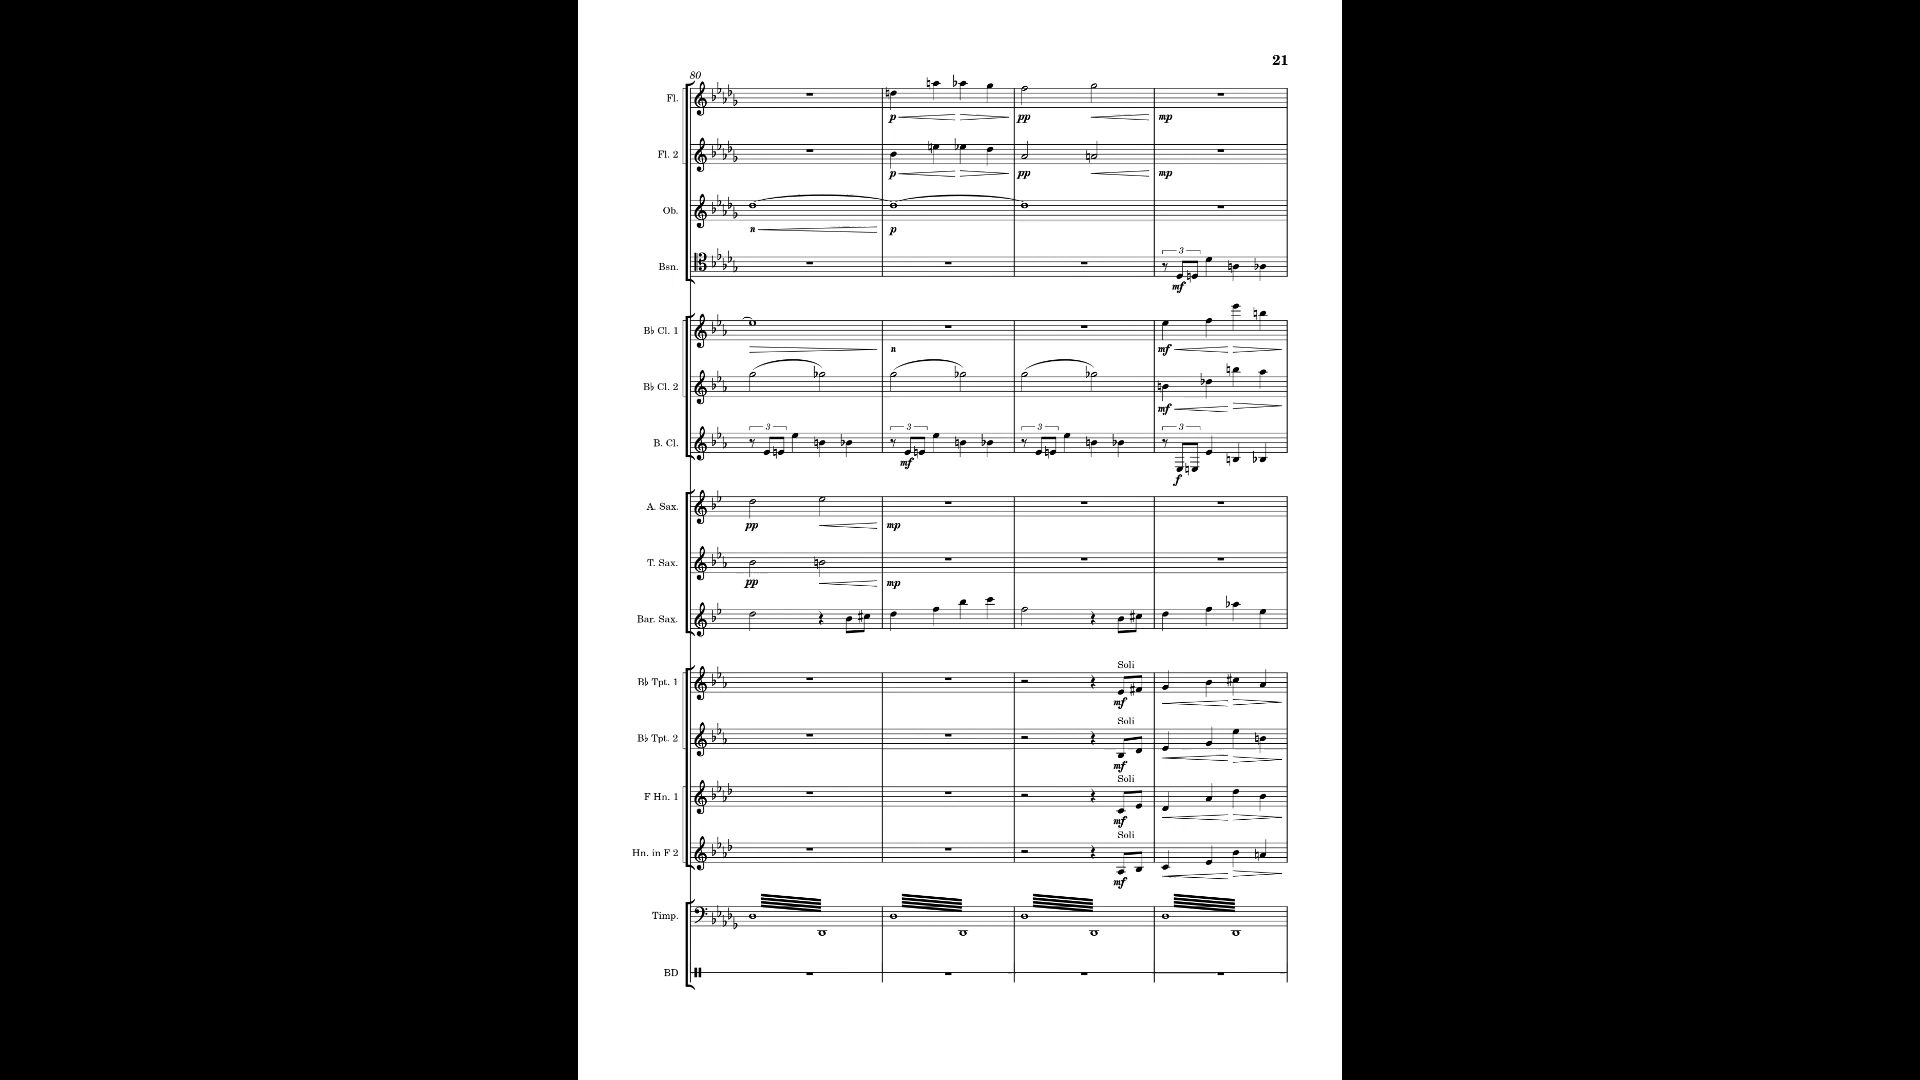 21
80
Fl.
p pp mp
Fl. 2
p pp mp
Ob.
n p
Bsn.
3
mf
B♭ Cl. 1
n mf
B♭ Cl. 2
mf
B. Cl.
3 3 3 3
mf f
A. Sax.
pp mp
T. Sax.
pp mp
Bar. Sax.
Soli
B♭ Tpt. 1
mf
Soli
B♭ Tpt. 2
mf
Soli
F Hn. 1
mf
Soli
Hn. in F 2
mf
Timp.
BD